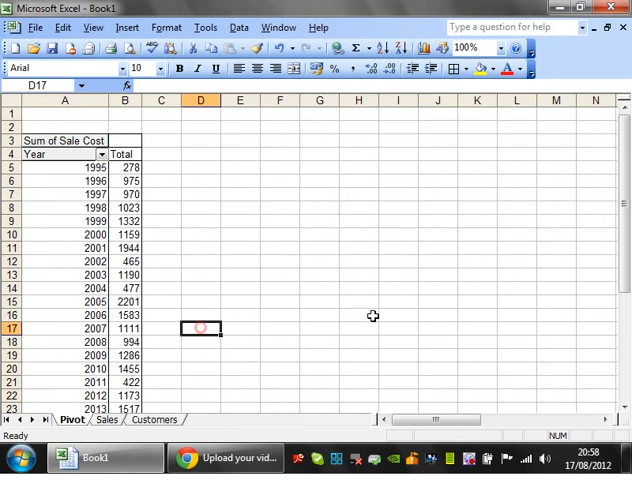 Microsoft Excel - Book1
File Edit View Insert Format Tools Data Window Help
Type a question for help
100%
Arial 10 B I U
D17 fx
A B C D E F G H I J K L M N
1
2
3 Sum of Sale Cost
4 Year Total
5 1995 278
6 1996 975
7 1997 970
8 1998 1023
9 1999 1332
10 2000 1159
11 2001 1944
12 2002 465
13 2003 1190
14 2004 477
15 2005 2201
16 2006 1583
17 2007 1111
18 2008 994
19 2009 1286
20 2010 1455
21 2011 422
22 2012 1173
23 2013 1517
Pivot Sales Customers
Ready NUM
Book1 Upload your vid... 20:58
17/08/2012